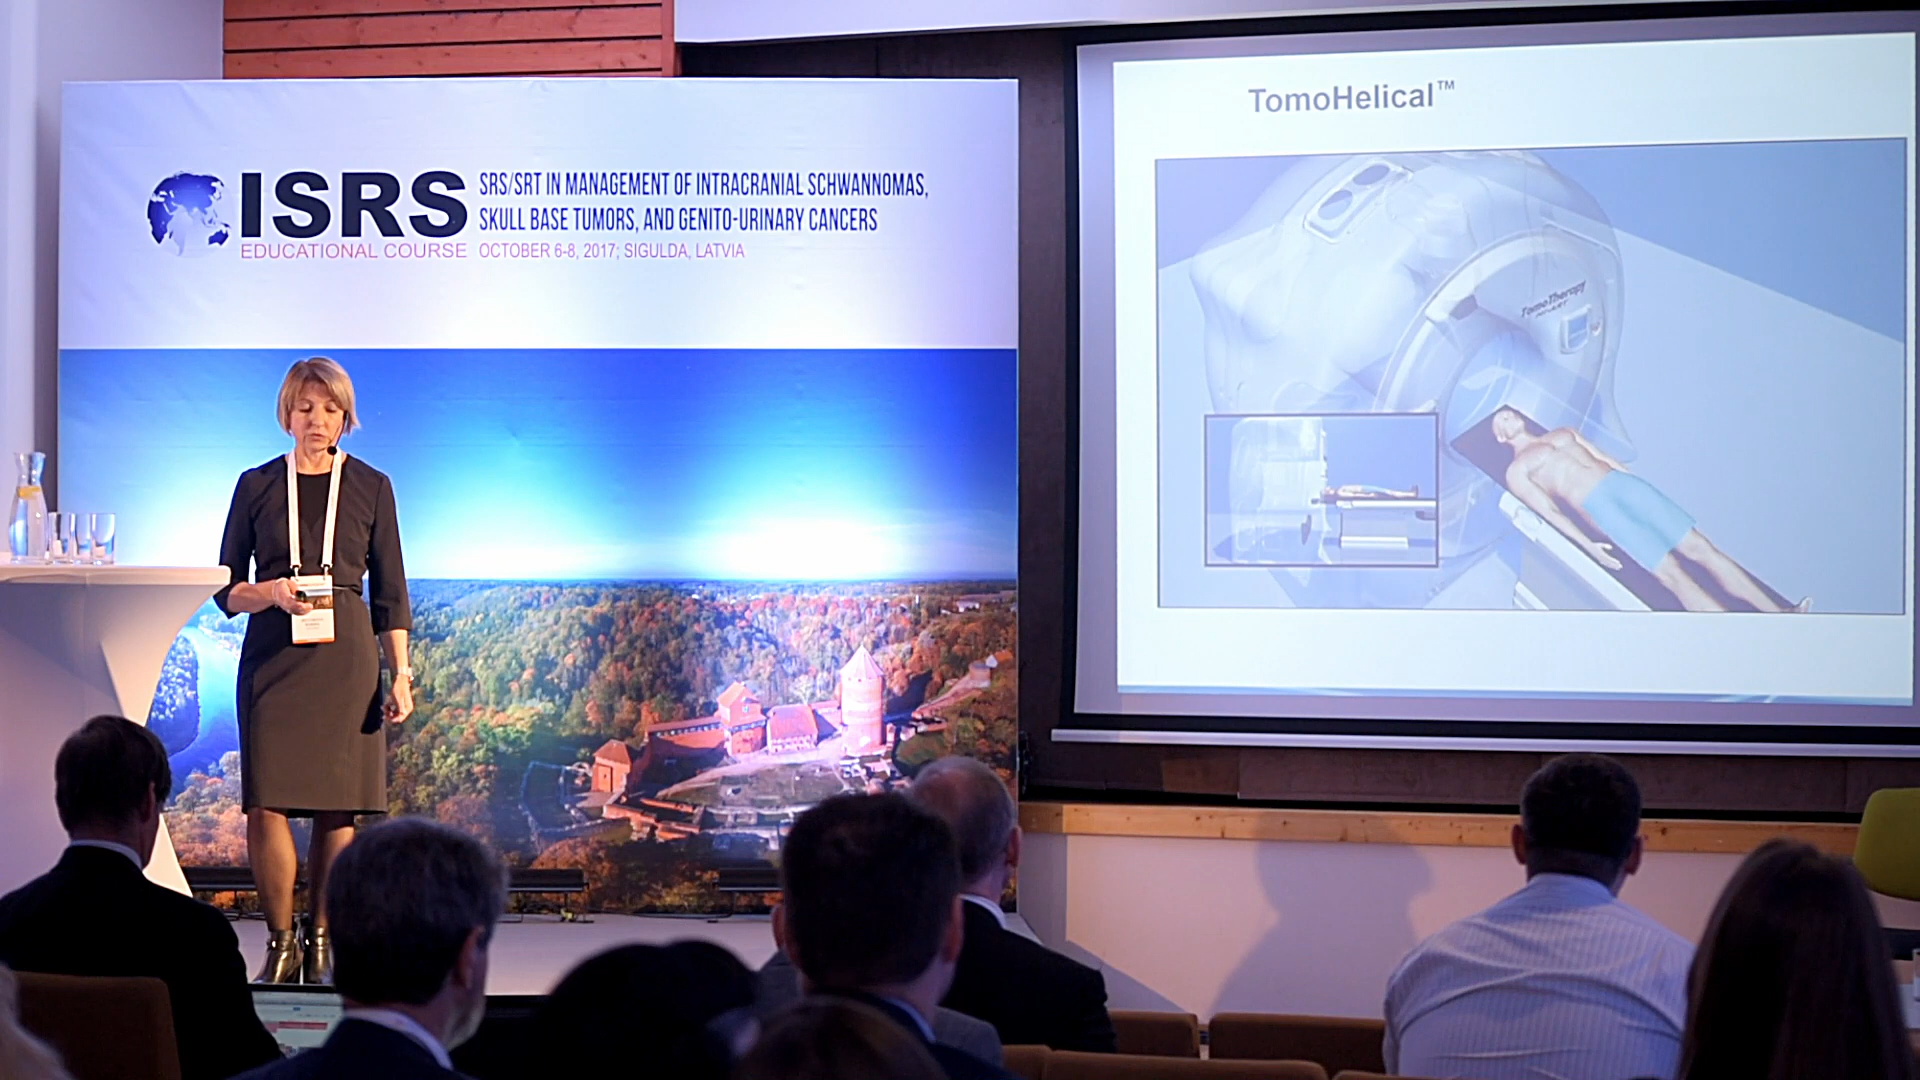 ISRS
EDUCATIONAL COURSE
SRS/SRT IN MANAGEMENT OF INTRACRANIAL SCHWANNOMAS,
SKULL BASE TUMORS, AND GENITO-URINARY CANCERS
OCTOBER 6-8, 2017; SIGULDA, LATVIA
TomoHelical™
TomoTherapy